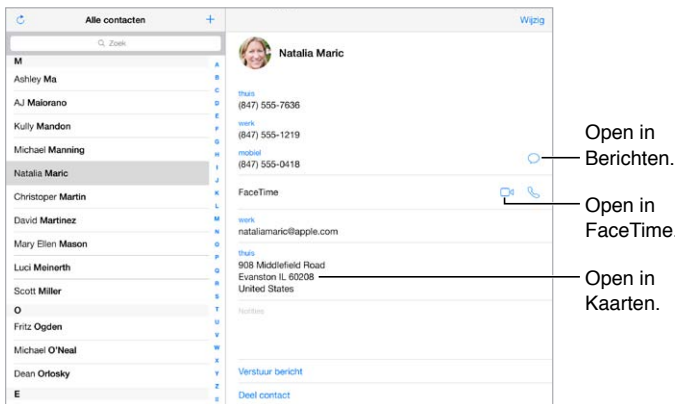 Alle contacten
+
Wijzig
Zoek
M
Ashley Ma
AJ Maiorano
Kully Mandon
Michael Manning
Natalia Maric
Christoper Martin
David Martinez
Mary Ellen Mason
Luci Meinerth
Scott Miller
O
Fritz Ogden
Michael O'Neal
Dean Orlosky
E
A
B
C
D
E
F
G
H
I
J
K
L
M
N
O
P
Q
R
S
T
U
V
W
X
Y
Z
#
Natalia Maric
thuis
(847) 555-7636
werk
(847) 555-1219
mobiel
(847) 555-0418
FaceTime
werk
nataliamaric@apple.com
thuis
908 Middlefield Road
Evanston IL 60208
United States
Notities
Verstuur bericht
Deel contact
Open in
Berichten.
Open in
FaceTime.
Open in
Kaarten.